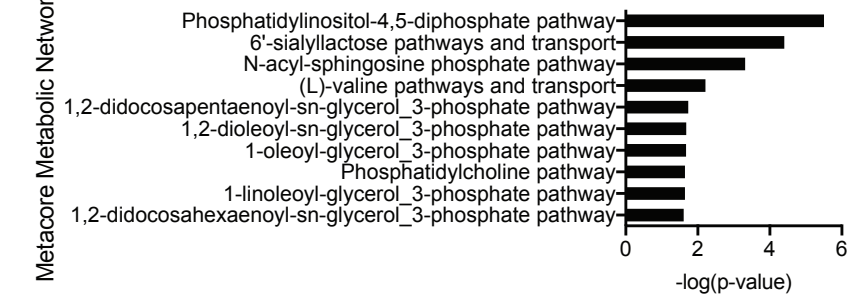 Metacore Metabolic Networ
Phosphatidylinositol-4,5-diphosphate pathway
6'-sialyllactose pathways and transport
N-acyl-sphingosine phosphate pathway
(L)-valine pathways and transport
1,2-didocosapentaenoyl-sn-glycerol_3-phosphate pathway
1,2-dioleoyl-sn-glycerol_3-phosphate pathway
1-oleoyl-glycerol_3-phosphate pathway
Phosphatidylcholine pathway
1-linoleoyl-glycerol_3-phosphate pathway
1,2-didocosahexaenoyl-sn-glycerol_3-phosphate pathway
0 2 4 6
-log(p-value)